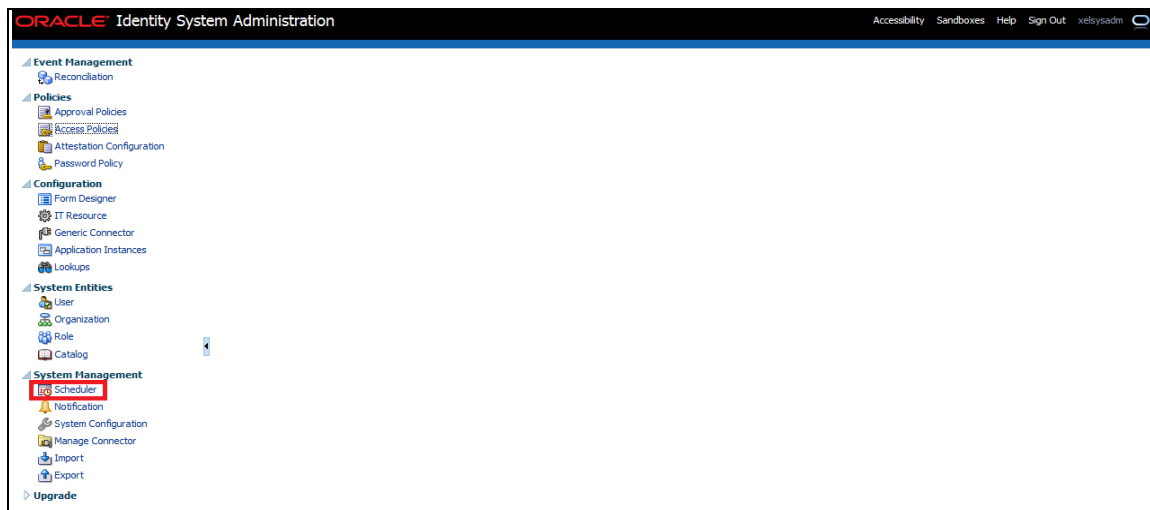 ORACLE Identity System Administration
Accessibility Sandboxes Help Sign Out xelsysadm
Event Management
Reconciliation
Policies
Approval Policies
Access Policies
Attestation Configuration
Password Policy
Configuration
Form Designer
IT Resource
Generic Connector
Application Instances
Lookups
System Entities
User
Organization
Role
Catalog
System Management
Scheduler
Notification
System Configuration
Manage Connector
Import
Export
Upgrade